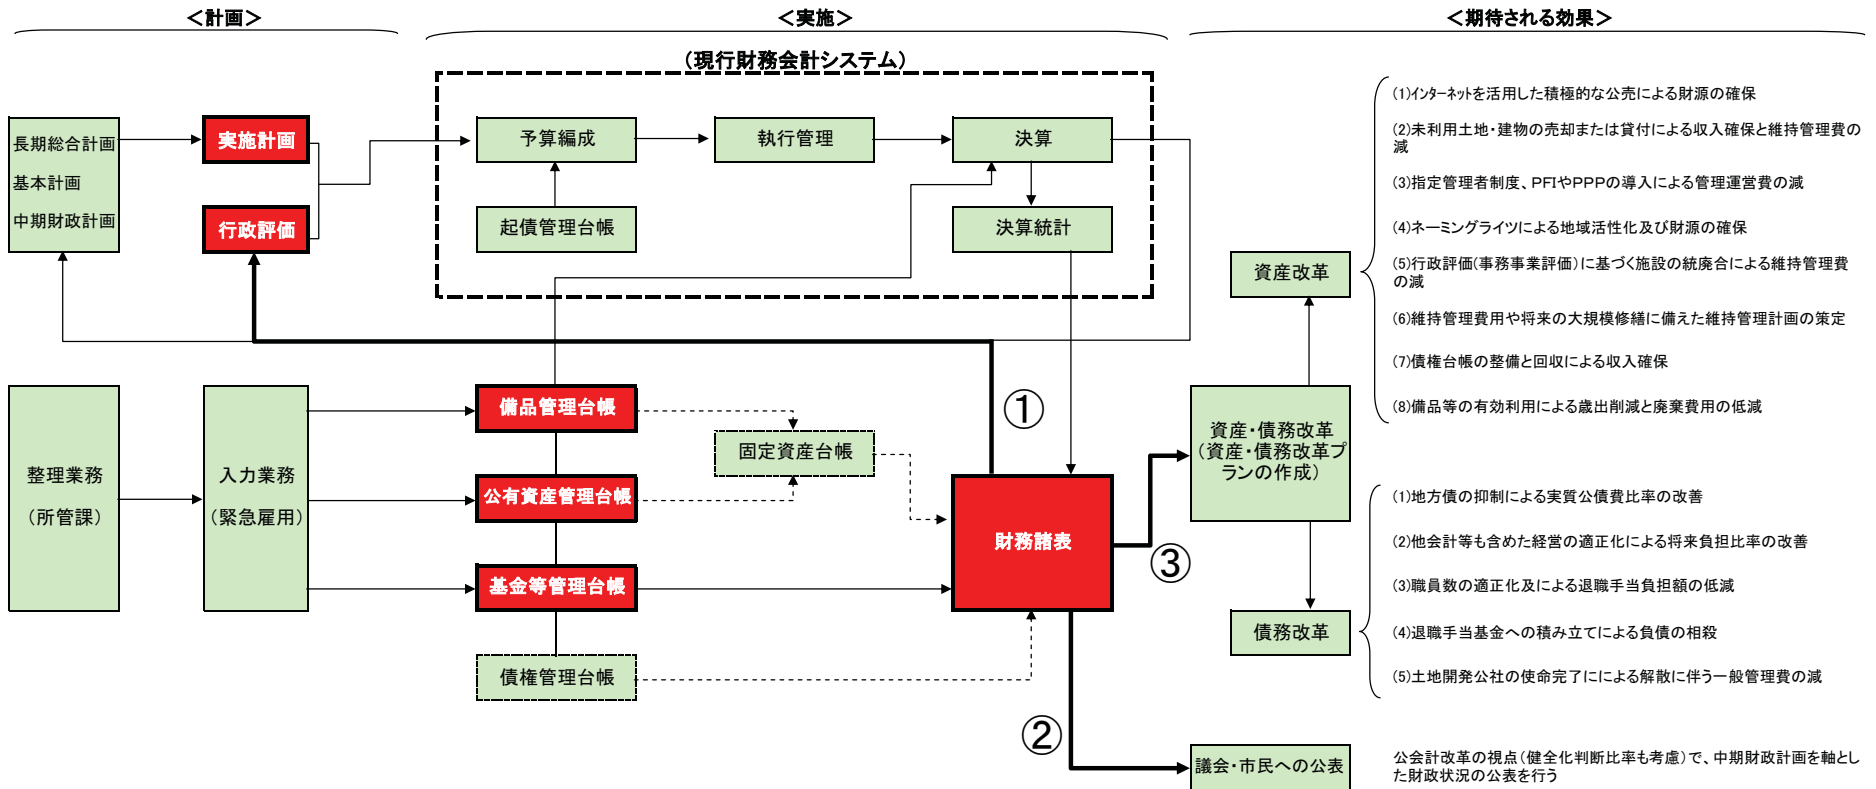 <計画>
<実施>
<期待される効果>
(現行財務会計システム)
長期総合計画
基本計画
中期財政計画
実施計画
行政評価
予算編成
執行管理
決算
起債管理台帳
決算統計
整理業務
(所管課)
入力業務
(緊急雇用)
備品管理台帳
公有資産管理台帳
基金等管理台帳
債権管理台帳
固定資産台帳
財務諸表
①
②
③
資産改革
資産・債務改革
(資産・債務改革プ
ランの作成)
債務改革
議会・市民への公表
(1)インターネットを活用した積極的な公売による財源の確保
(2)未利用土地・建物の売却または貸付による収入確保と維持管理費の
減
(3)指定管理者制度、PFIやPPPの導入による管理運営費の減
(4)ネーミングライツによる地域活性化及び財源の確保
(5)行政評価(事務事業評価)に基づく施設の統廃合による維持管理費
の減
(6)維持管理費用や将来の大規模修繕に備えた維持管理計画の策定
(7)債権台帳の整備と回収による収入確保
(8)備品等の有効利用による歳出削減と廃棄費用の低減
(1)地方債の抑制による実質公債費比率の改善
(2)他会計等も含めた経営の適正化による将来負担比率の改善
(3)職員数の適正化及による退職手当負担額の低減
(4)退職手当基金への積み立てによる負債の相殺
(5)土地開発公社の使命完了にによる解散に伴う一般管理費の減
公会計改革の視点(健全化判断比率も考慮)で、中期財政計画を軸とし
た財政状況の公表を行う